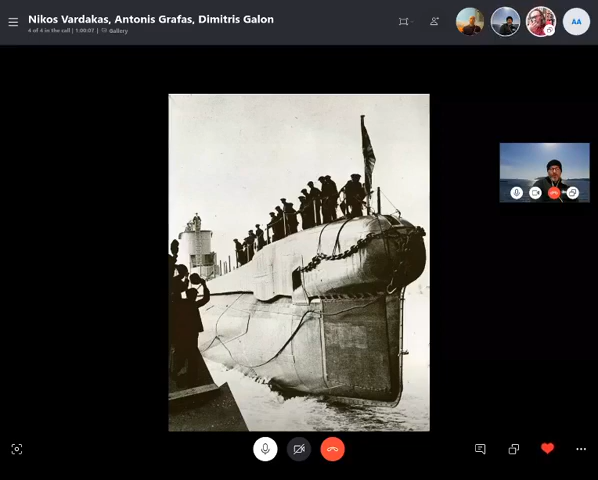 Nikos Vardakas, Antonis Grafas, Dimitris Galon
4 of 4 in the call | 1:00:07 | Gallery
AA